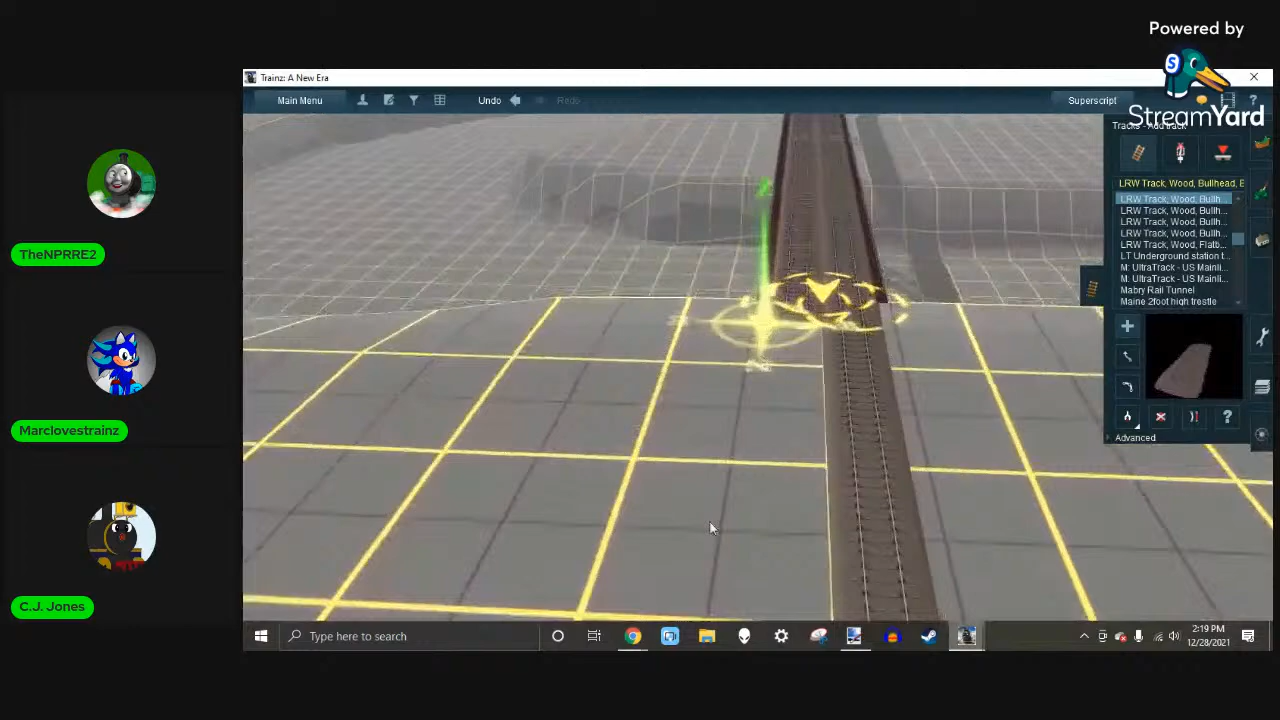 Powered by
StreamYard
Trainz: A New Era
Main Menu
Undo
Redo
Superscript
?
Tracks - Add track
LRW Track, Wood, Bullhead, E
LRW Track, Wood, Bullh...
LRW Track, Wood, Bullh...
LRW Track, Wood, Bullh...
LRW Track, Wood, Bullh...
LRW Track, Wood, Flatb...
LT Underground station t...
M: UltraTrack - US Mainli...
M: UltraTrack - US Mainli...
Mabry Rail Tunnel
Maine 2foot high trestle
?
Advanced
TheNPRRE2
Marclovestrainz
C.J. Jones
Type here to search
2:19 PM
12/28/2021